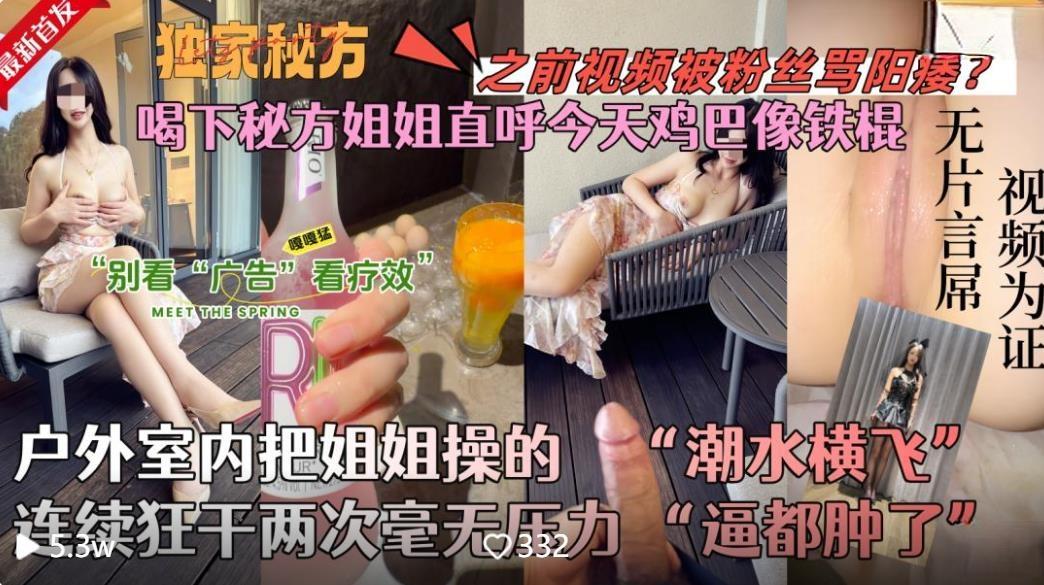 最新首发
独家秘方
之前视频被粉丝骂阳痿？
喝下秘方姐姐直呼今天鸡巴像铁棍
嘎嘎猛
“别看“广告”看疗效”
MEET THE SPRING
无片言屌
视频为证
户外室内把姐姐操的“潮水横飞”
连续狂干两次毫无压力“逼都肿了”
5.3w
332